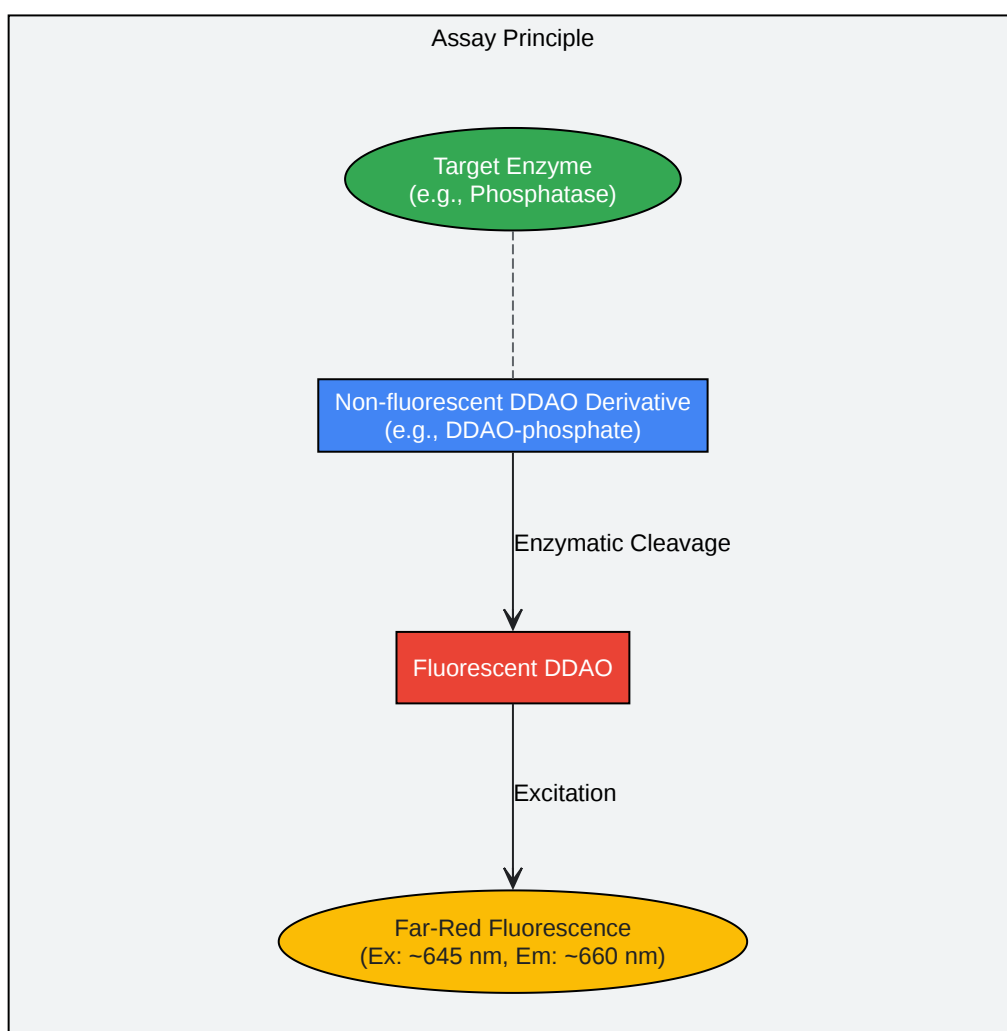 Assay Principle
Target Enzyme
(e.g., Phosphatase)
Non-fluorescent DDAO Derivative
(e.g., DDAO-phosphate)
Enzymatic Cleavage
Fluorescent DDAO
Excitation
Far-Red Fluorescence
(Ex: ~645 nm, Em: ~660 nm)